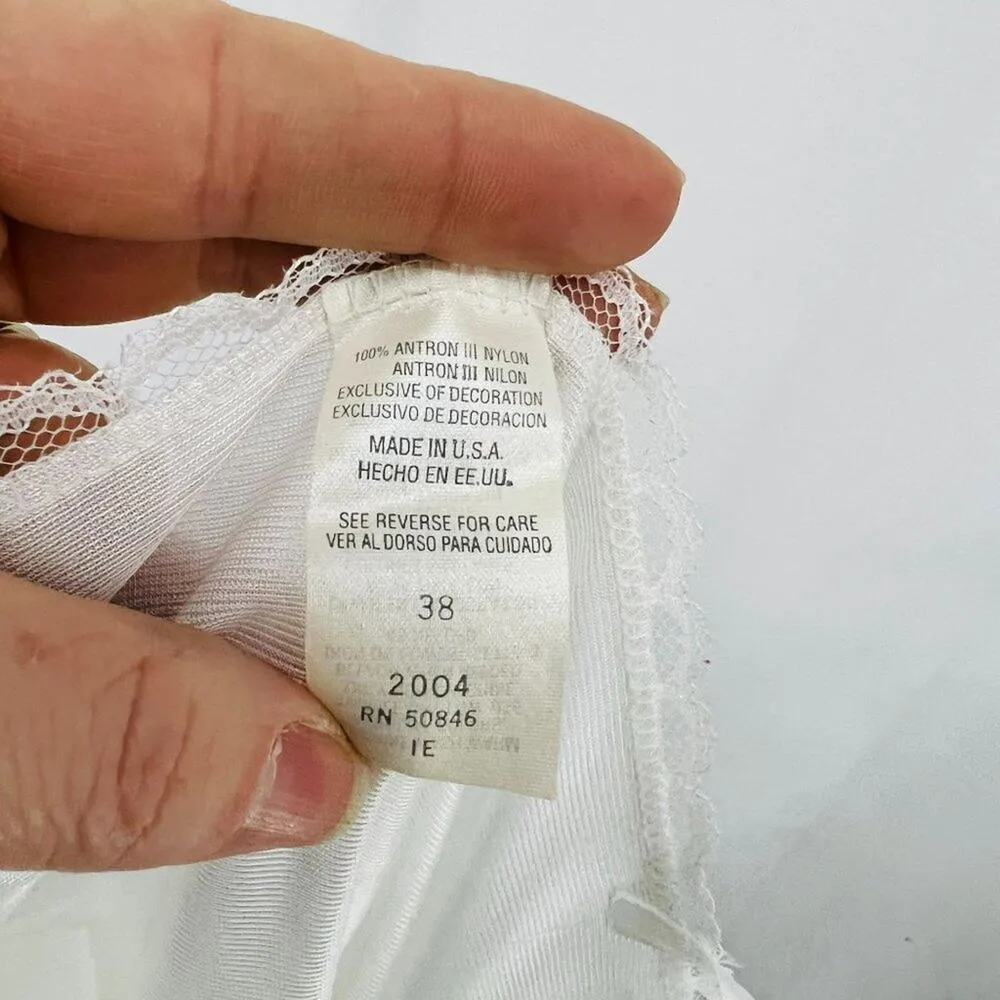 100% ANTRON III NYLON
ANTRON III NILON
EXCLUSIVE OF DECORATION
EXCLUSIVO DE DECORACION
MADE IN U.S.A.
HECHO EN EE.UU.
SEE REVERSE FOR CARE
VER AL DORSO PARA CUIDADO
38
2004
RN 50846
IE